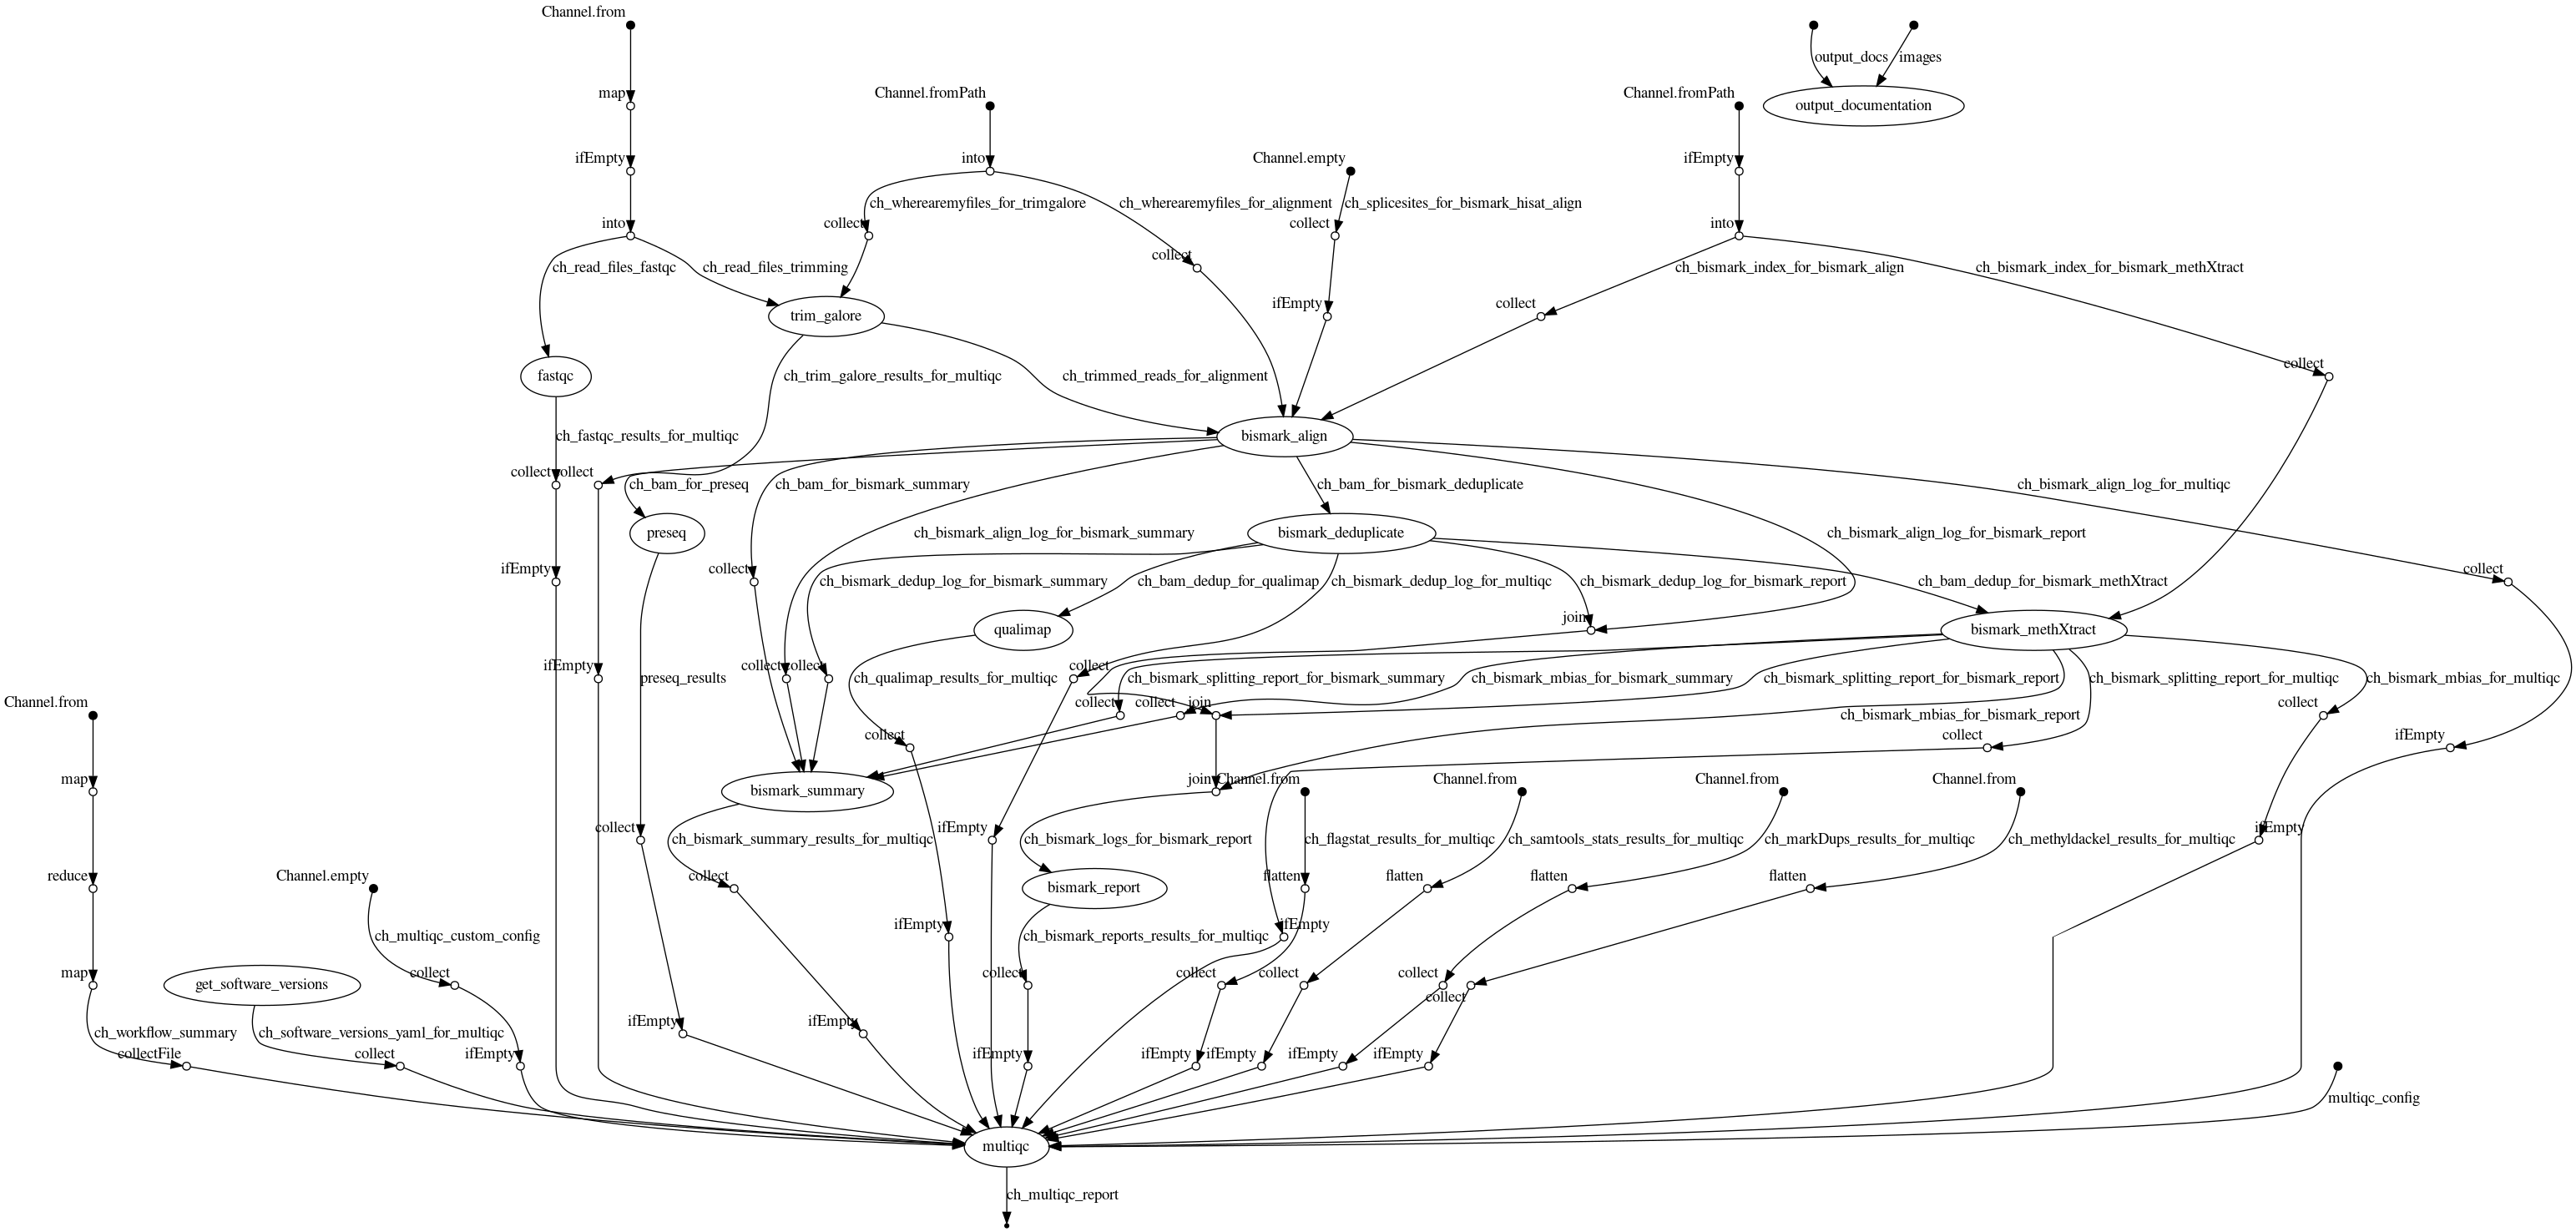 Channel.from
output_docs
images
map
Channel.fromPath
Channel.fromPath
output_documentation
ifEmpty
into
Channel.empty
ifEmpty
ch_wherearemyfiles_for_trimgalore
ch_wherearemyfiles_for_alignment
ch_splicesites_for_bismark_hisat_align
into
collect
collect
into
collect
ch_read_files_fastqc
ch_read_files_trimming
ch_bismark_index_for_bismark_align
ch_bismark_index_for_bismark_methXtract
trim_galore
ifEmpty
collect
collect
fastqc
ch_trim_galore_results_for_multiqc
ch_trimmed_reads_for_alignment
ch_fastqc_results_for_multiqc
bismark_align
collect
collect
ch_bam_for_preseq
ch_bam_for_bismark_summary
ch_bam_for_bismark_deduplicate
ch_bismark_align_log_for_multiqc
preseq
ch_bismark_align_log_for_bismark_summary
bismark_deduplicate
ch_bismark_align_log_for_bismark_report
ifEmpty
collect
ch_bismark_dedup_log_for_bismark_summary
ch_bam_dedup_for_qualimap
ch_bismark_dedup_log_for_multiqc
ch_bismark_dedup_log_for_bismark_report
ch_bam_dedup_for_bismark_methXtract
collect
qualimap
join
bismark_methXtract
ifEmpty
preseq_results
collect
collect
ch_qualimap_results_for_multiqc
collect
ch_bismark_splitting_report_for_bismark_summary
ch_bismark_mbias_for_bismark_summary
ch_bismark_splitting_report_for_bismark_report
ch_bismark_splitting_report_for_multiqc
ch_bismark_mbias_for_multiqc
Channel.from
collect
collect
join
ch_bismark_mbias_for_bismark_report
collect
collect
collect
ifEmpty
map
bismark_summary
join
Channel.from
Channel.from
Channel.from
Channel.from
collect
ch_bismark_summary_results_for_multiqc
ifEmpty
ch_bismark_logs_for_bismark_report
ch_flagstat_results_for_multiqc
ch_samtools_stats_results_for_multiqc
ch_markDups_results_for_multiqc
ch_methyldackel_results_for_multiqc
ifEmpty
reduce
Channel.empty
collect
bismark_report
flatten
flatten
flatten
flatten
ch_multiqc_custom_config
ifEmpty
ch_bismark_reports_results_for_multiqc
ifEmpty
map
get_software_versions
collect
collect
collect
collect
collect
collect
ch_workflow_summary
ch_software_versions_yaml_for_multiqc
ifEmpty
ifEmpty
collectFile
collect
ifEmpty
ifEmpty
ifEmpty
ifEmpty
ifEmpty
ifEmpty
multiqc_config
multiqc
ch_multiqc_report